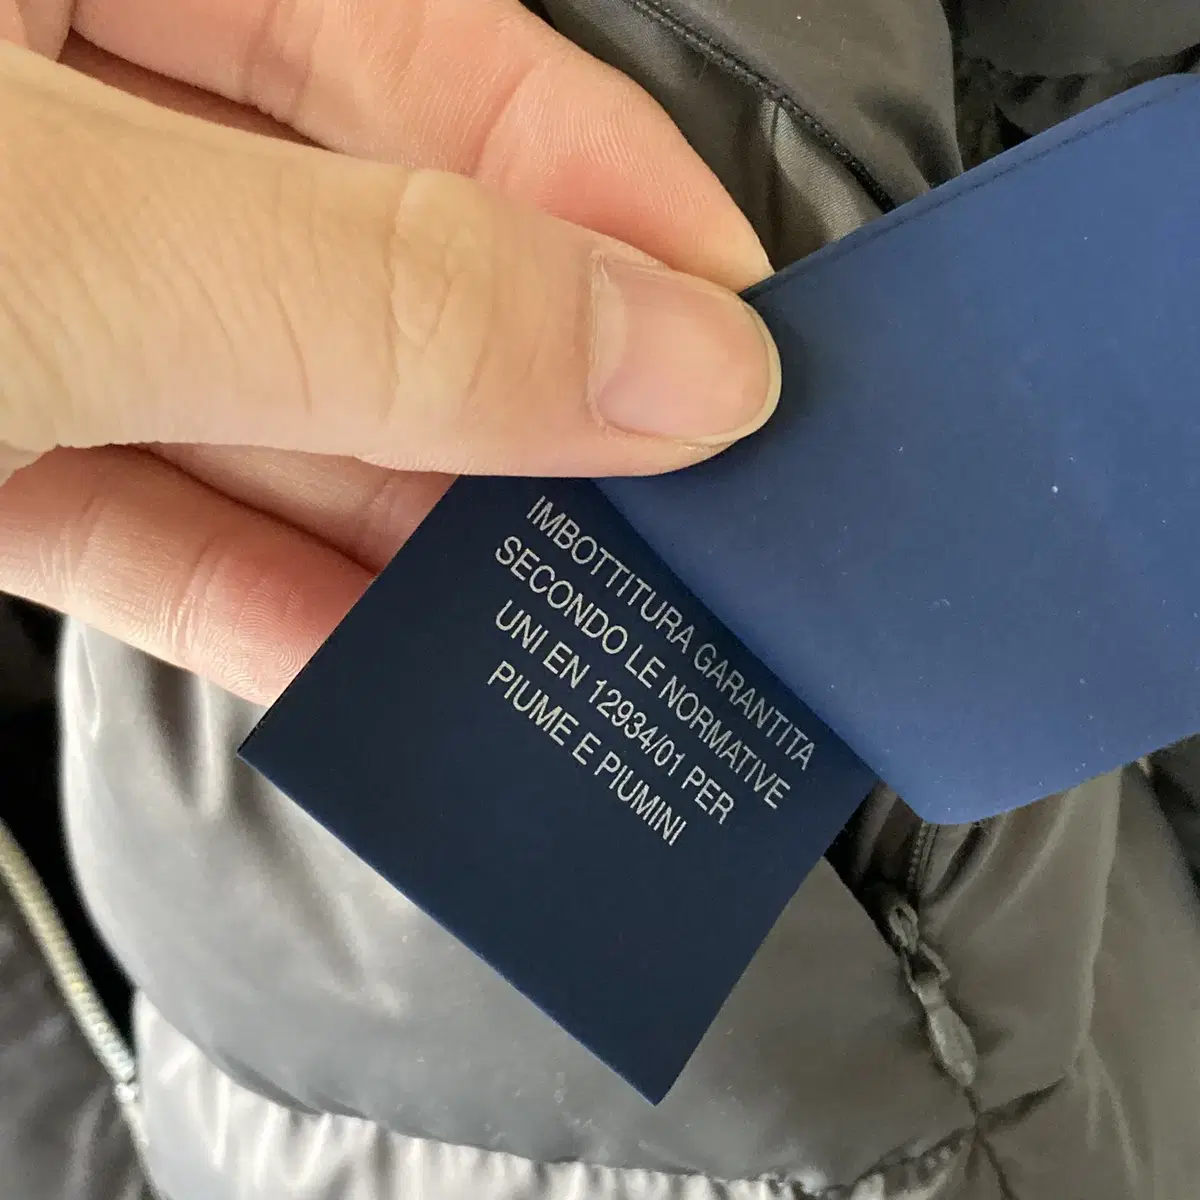 IMBOTTITURA GARANTITA
SECONDO LE NORMATIVE
UNI EN 12934/01 PER
PIUME E PIUMINI